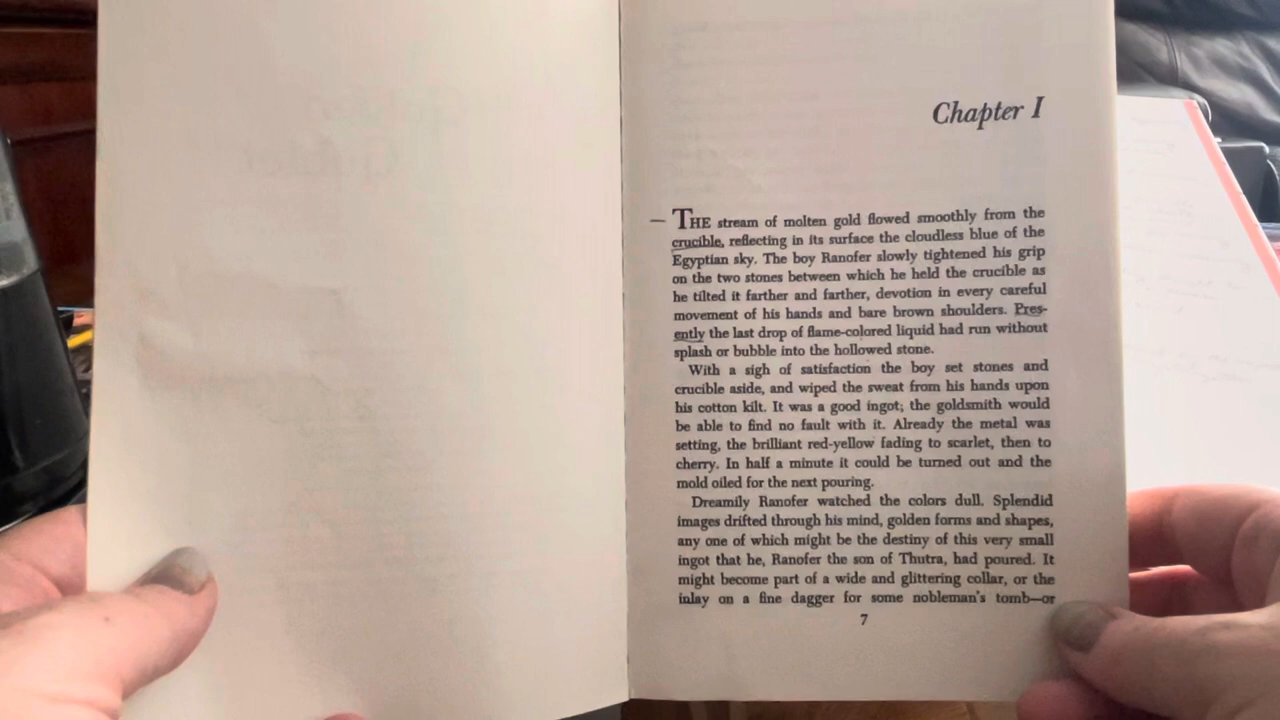 Chapter I
THE stream of molten gold flowed smoothly from the
crucible, reflecting in its surface the cloudless blue of the
Egyptian sky. The boy Ranofer slowly tightened his grip
on the two stones between which he held the crucible as
he tilted it farther and farther, devotion in every careful
movement of his hands and bare brown shoulders. Pres-
ently the last drop of flame-colored liquid had run without
splash or bubble into the hollowed stone.
With a sigh of satisfaction the boy set stones and
crucible aside, and wiped the sweat from his hands upon
his cotton kilt. It was a good ingot; the goldsmith would
be able to find no fault with it. Already the metal was
setting, the brilliant red-yellow fading to scarlet, then to
cherry. In half a minute it could be turned out and the
mold oiled for the next pouring.
Dreamily Ranofer watched the colors dull. Splendid
images drifted through his mind, golden forms and shapes,
any one of which might be the destiny of this very small
ingot that he, Ranofer the son of Thutra, had poured. It
might become part of a wide and glittering collar, or the
inlay on a fine dagger for some nobleman's tomb—or
7